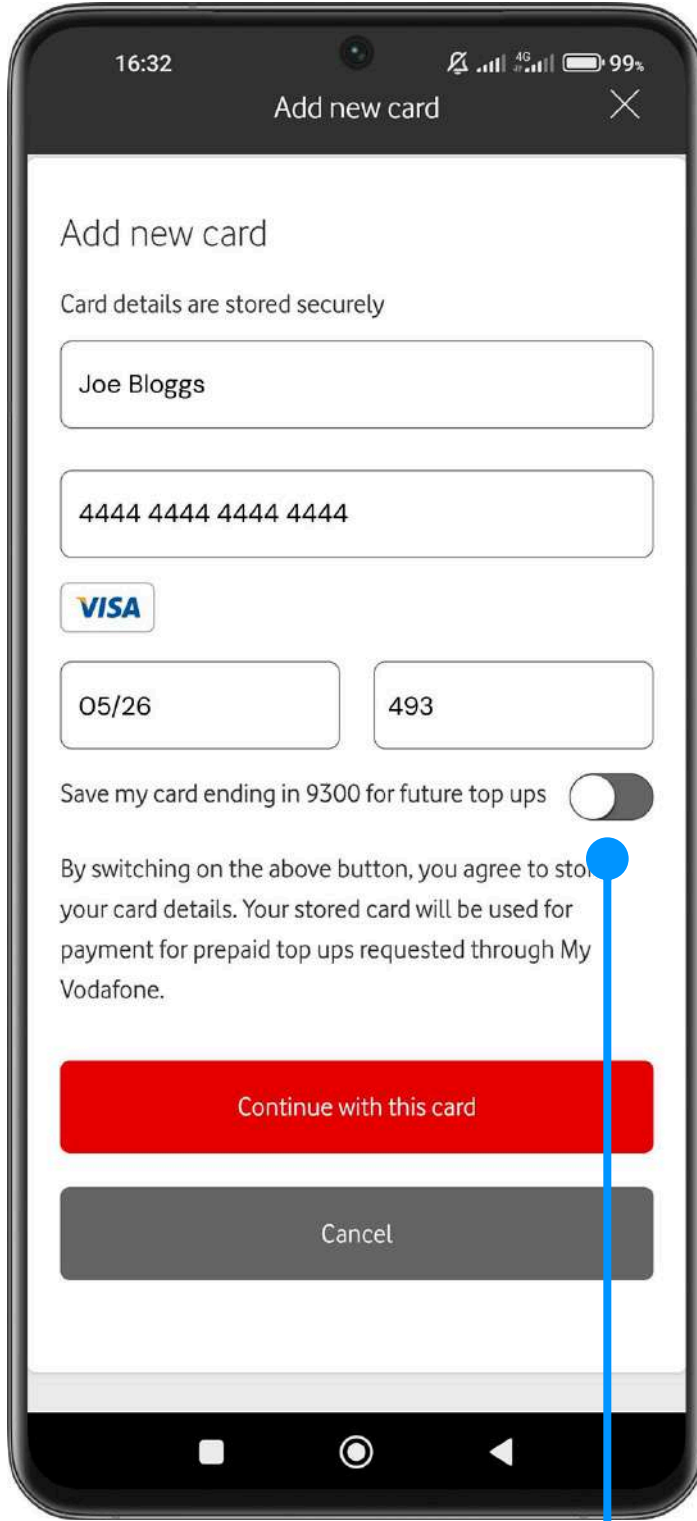 16:32
4G
99%
Add new card
Add new card
Card details are stored securely
Joe Bloggs
4444 4444 4444 4444
VISA
05/26
493
Save my card ending in 9300 for future top ups
By switching on the above button, you agree to
your card details. Your stored card will be used for
payment for prepaid top ups requested through My
Vodafone.
Continue with this card
Cancel